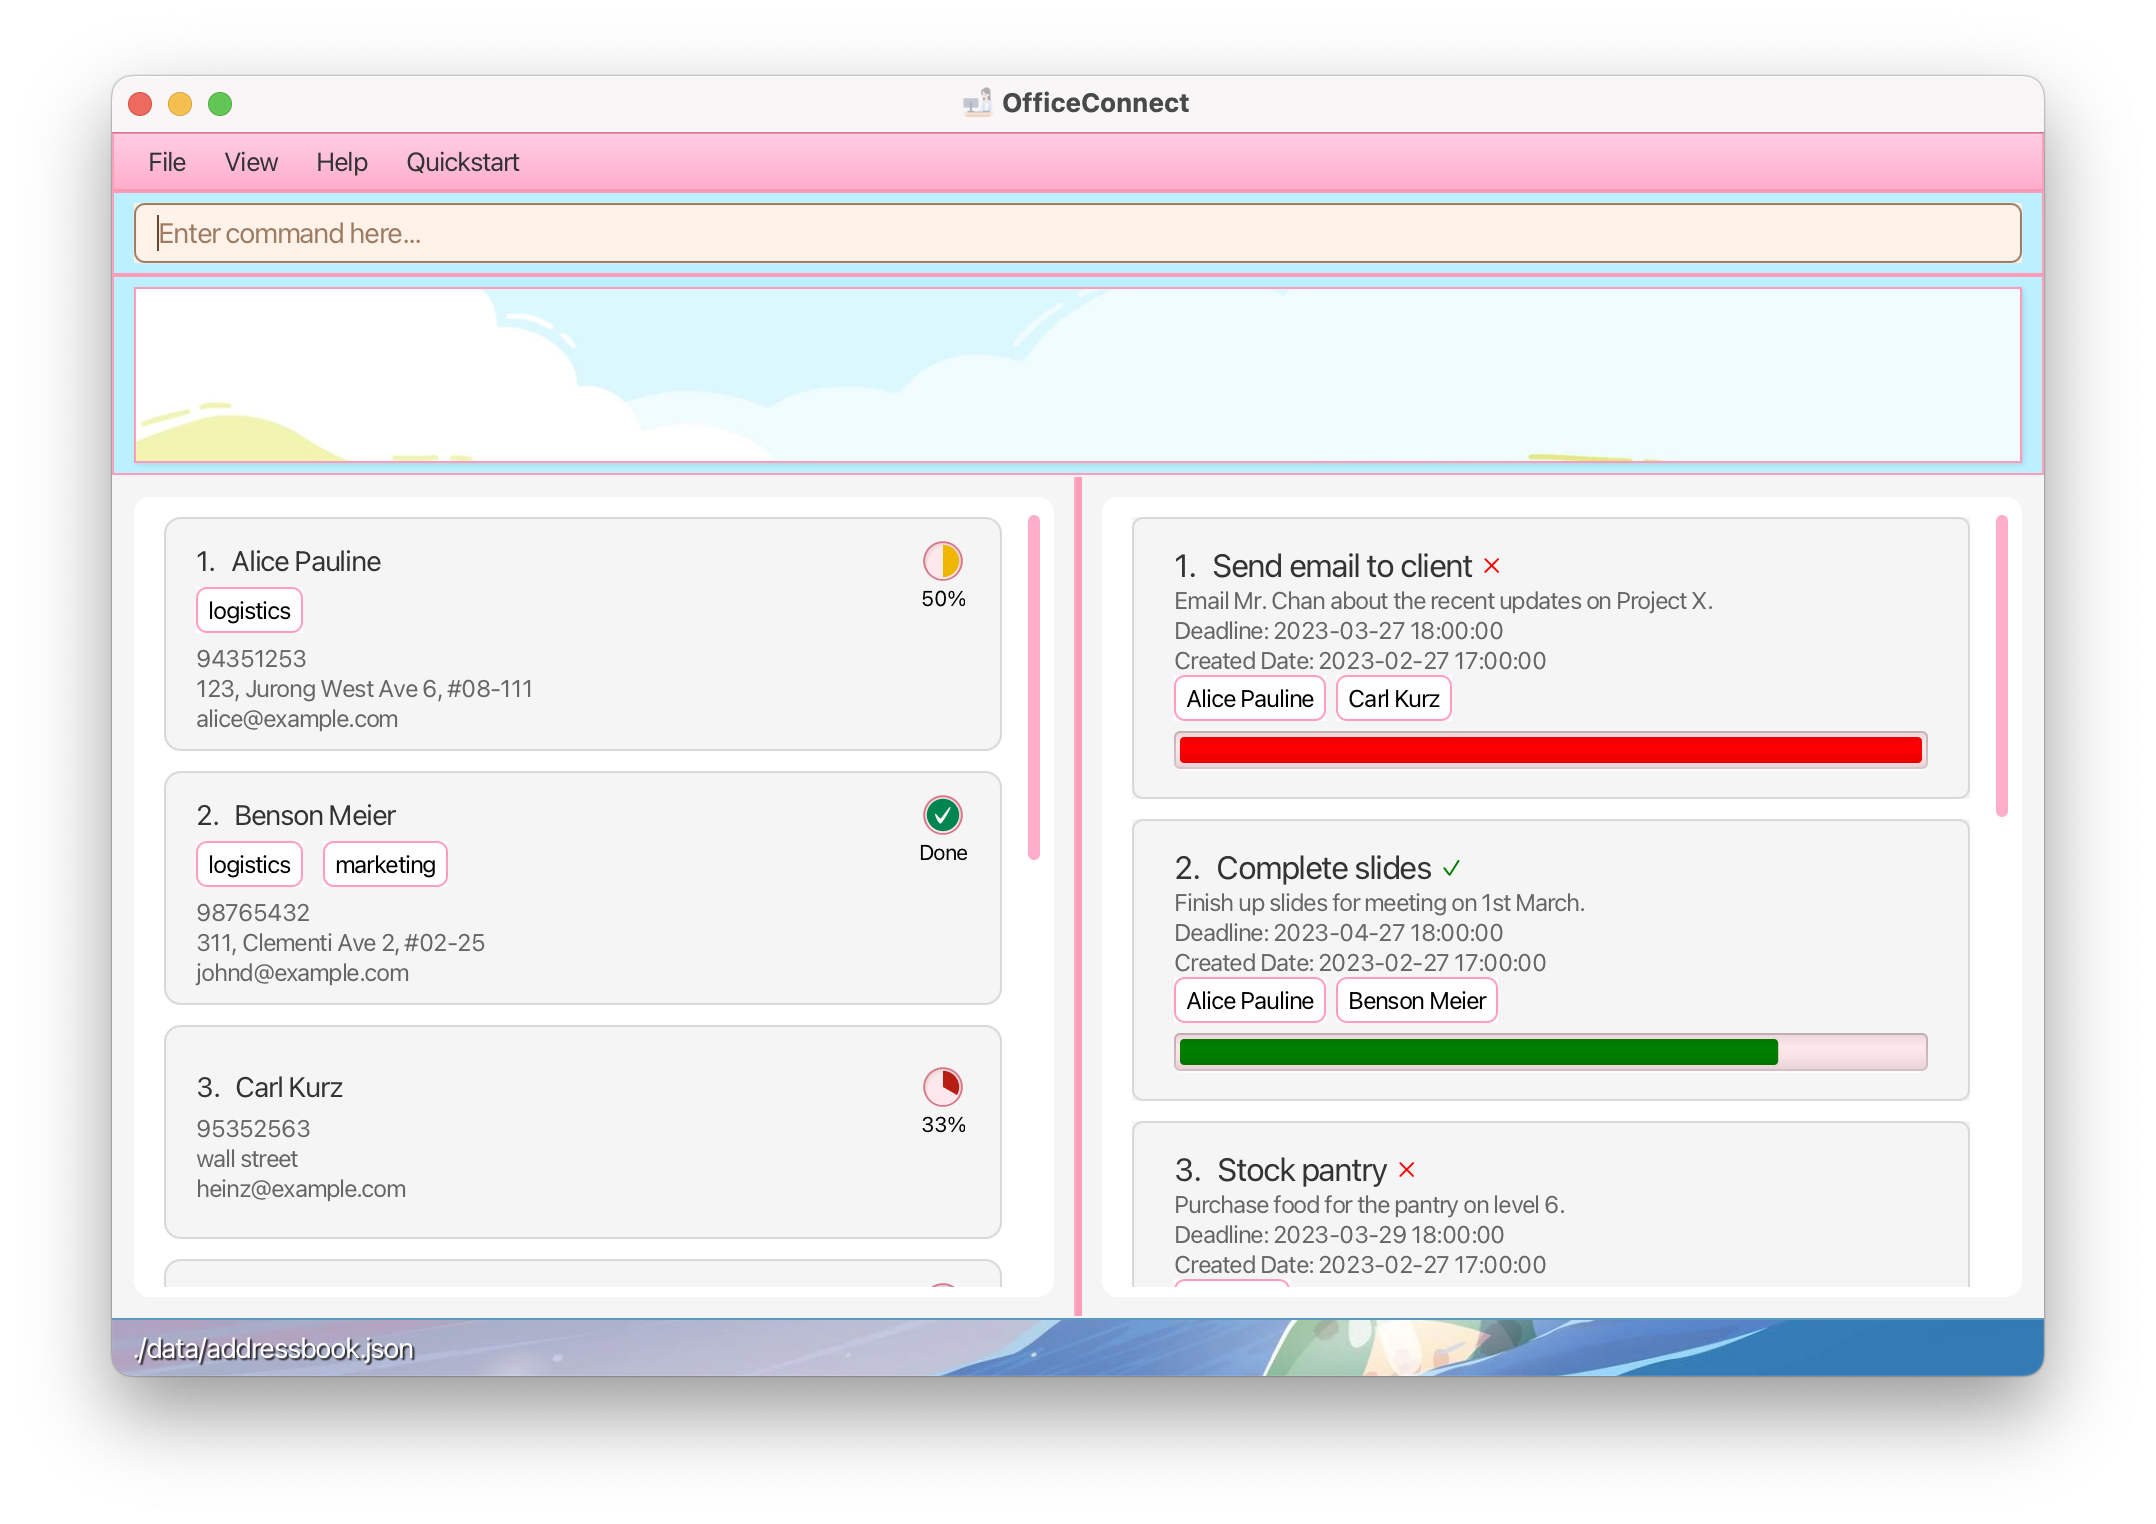 OfficeConnect
File View Help Quickstart
Enter command here...
1. Alice Pauline
50%
logistics
94351253
123, Jurong West Ave 6, #08-111
alice@example.com
2. Benson Meier
Done
logistics marketing
98765432
311, Clementi Ave 2, #02-25
johnd@example.com
3. Carl Kurz
33%
95352563
wall street
heinz@example.com
1. Send email to client
Email Mr. Chan about the recent updates on Project X.
Deadline: 2023-03-27 18:00:00
Created Date: 2023-02-27 17:00:00
Alice Pauline Carl Kurz
2. Complete slides
Finish up slides for meeting on 1st March.
Deadline: 2023-04-27 18:00:00
Created Date: 2023-02-27 17:00:00
Alice Pauline Benson Meier
3. Stock pantry
Purchase food for the pantry on level 6.
Deadline: 2023-03-29 18:00:00
Created Date: 2023-02-27 17:00:00
./data/addressbook.json